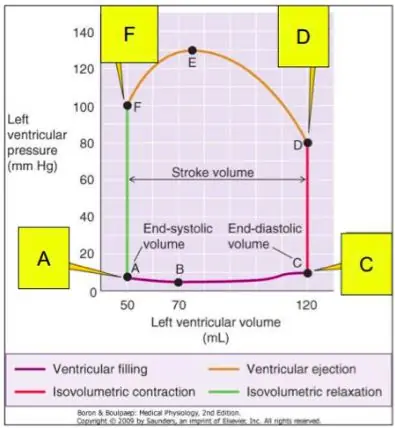 F
D
140
120
100
80
60
40
20
0
Left
ventricular
pressure
(mm Hg)
E
F
D
Stroke volume
End-systolic
volume
End-diastolic
volume
A
A
B
C
C
50
70
120
Left ventricular volume
(mL)
Ventricular filling
Ventricular ejection
Isovolumetric contraction
Isovolumetric relaxation
Boron & Boulpaep: Medical Physiology, 2nd Edition.
Copyright © 2009 by Saunders, an imprint of Elsevier, Inc. All rights reserved.